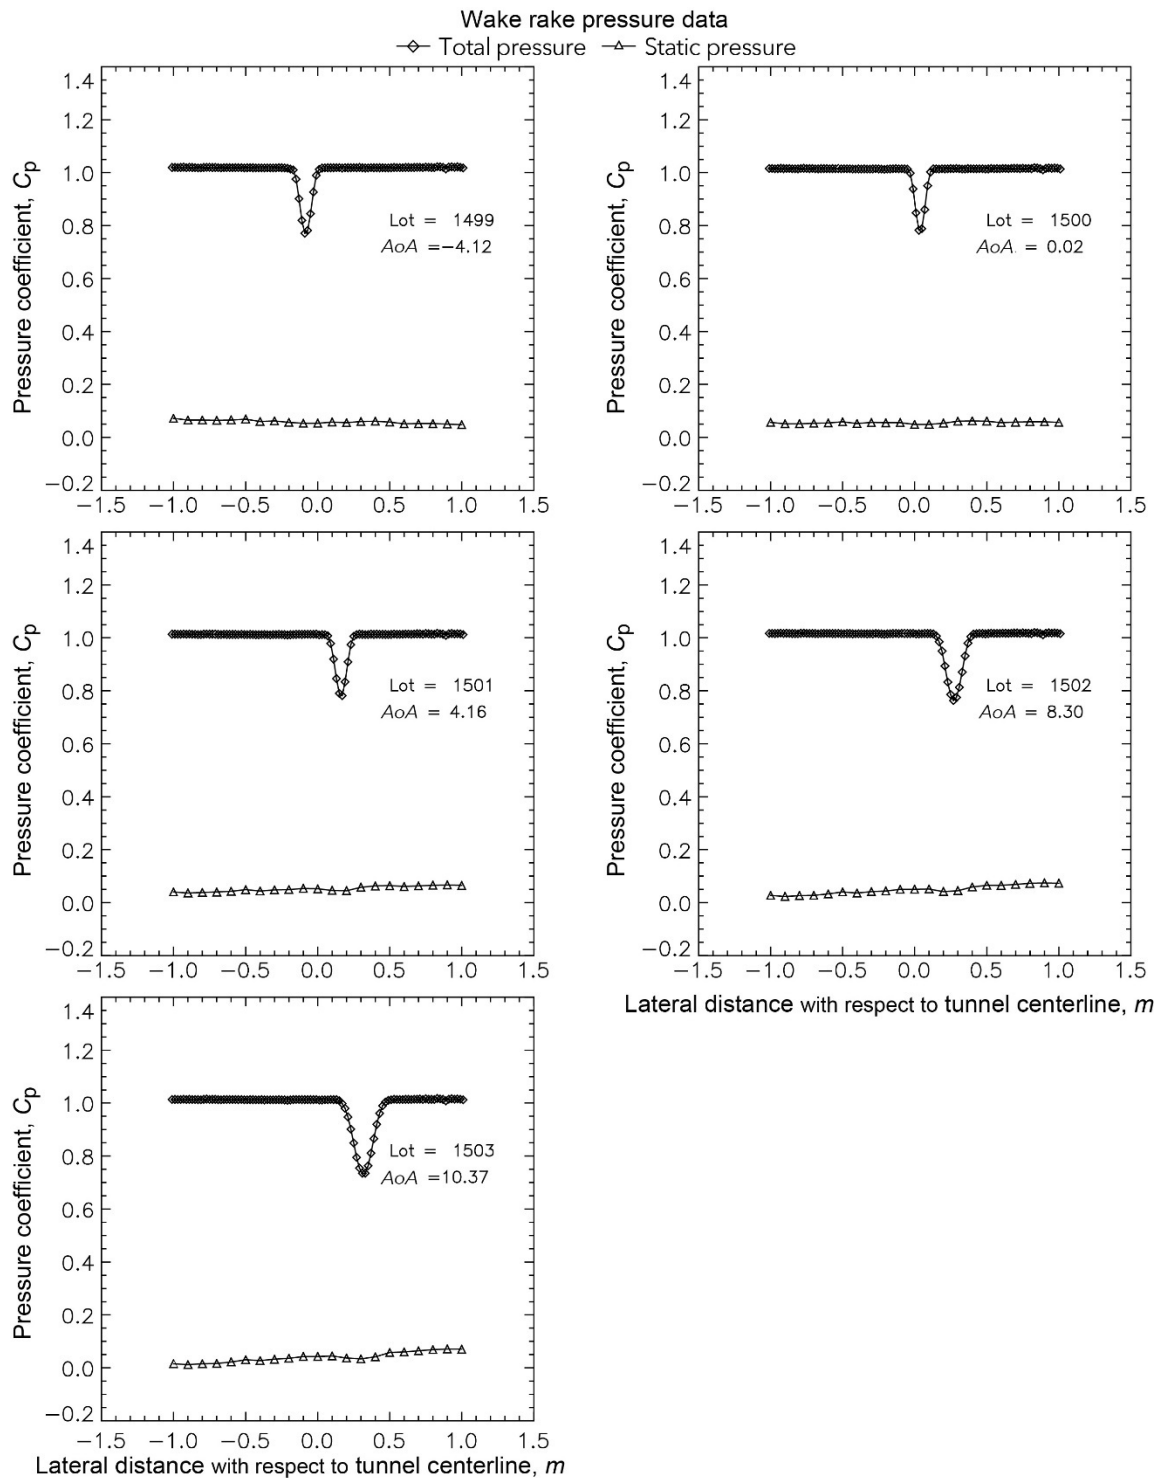 Wake rake pressure data
Total pressure Static pressure
1.4
1.2
1.0
0.8
0.6
0.4
0.2
0.0
−0.2
Pressure coefficient, Cp
Lot = 1499
AoA =−4.12
−1.5 −1.0 −0.5 0.0 0.5 1.0 1.5
1.4
1.2
1.0
0.8
0.6
0.4
0.2
0.0
−0.2
Pressure coefficient, Cp
Lot = 1500
AoA. = 0.02
−1.5 −1.0 −0.5 0.0 0.5 1.0 1.5
1.4
1.2
1.0
0.8
0.6
0.4
0.2
0.0
−0.2
Pressure coefficient, Cp
Lot = 1501
AoA = 4.16
−1.5 −1.0 −0.5 0.0 0.5 1.0 1.5
1.4
1.2
1.0
0.8
0.6
0.4
0.2
0.0
−0.2
Pressure coefficient, Cp
Lot = 1502
AoA = 8.30
−1.5 −1.0 −0.5 0.0 0.5 1.0 1.5
Lateral distance with respect to tunnel centerline, m
1.4
1.2
1.0
0.8
0.6
0.4
0.2
0.0
−0.2
Pressure coefficient, Cp
Lot = 1503
AoA =10.37
−1.5 −1.0 −0.5 0.0 0.5 1.0 1.5
Lateral distance with respect to tunnel centerline, m